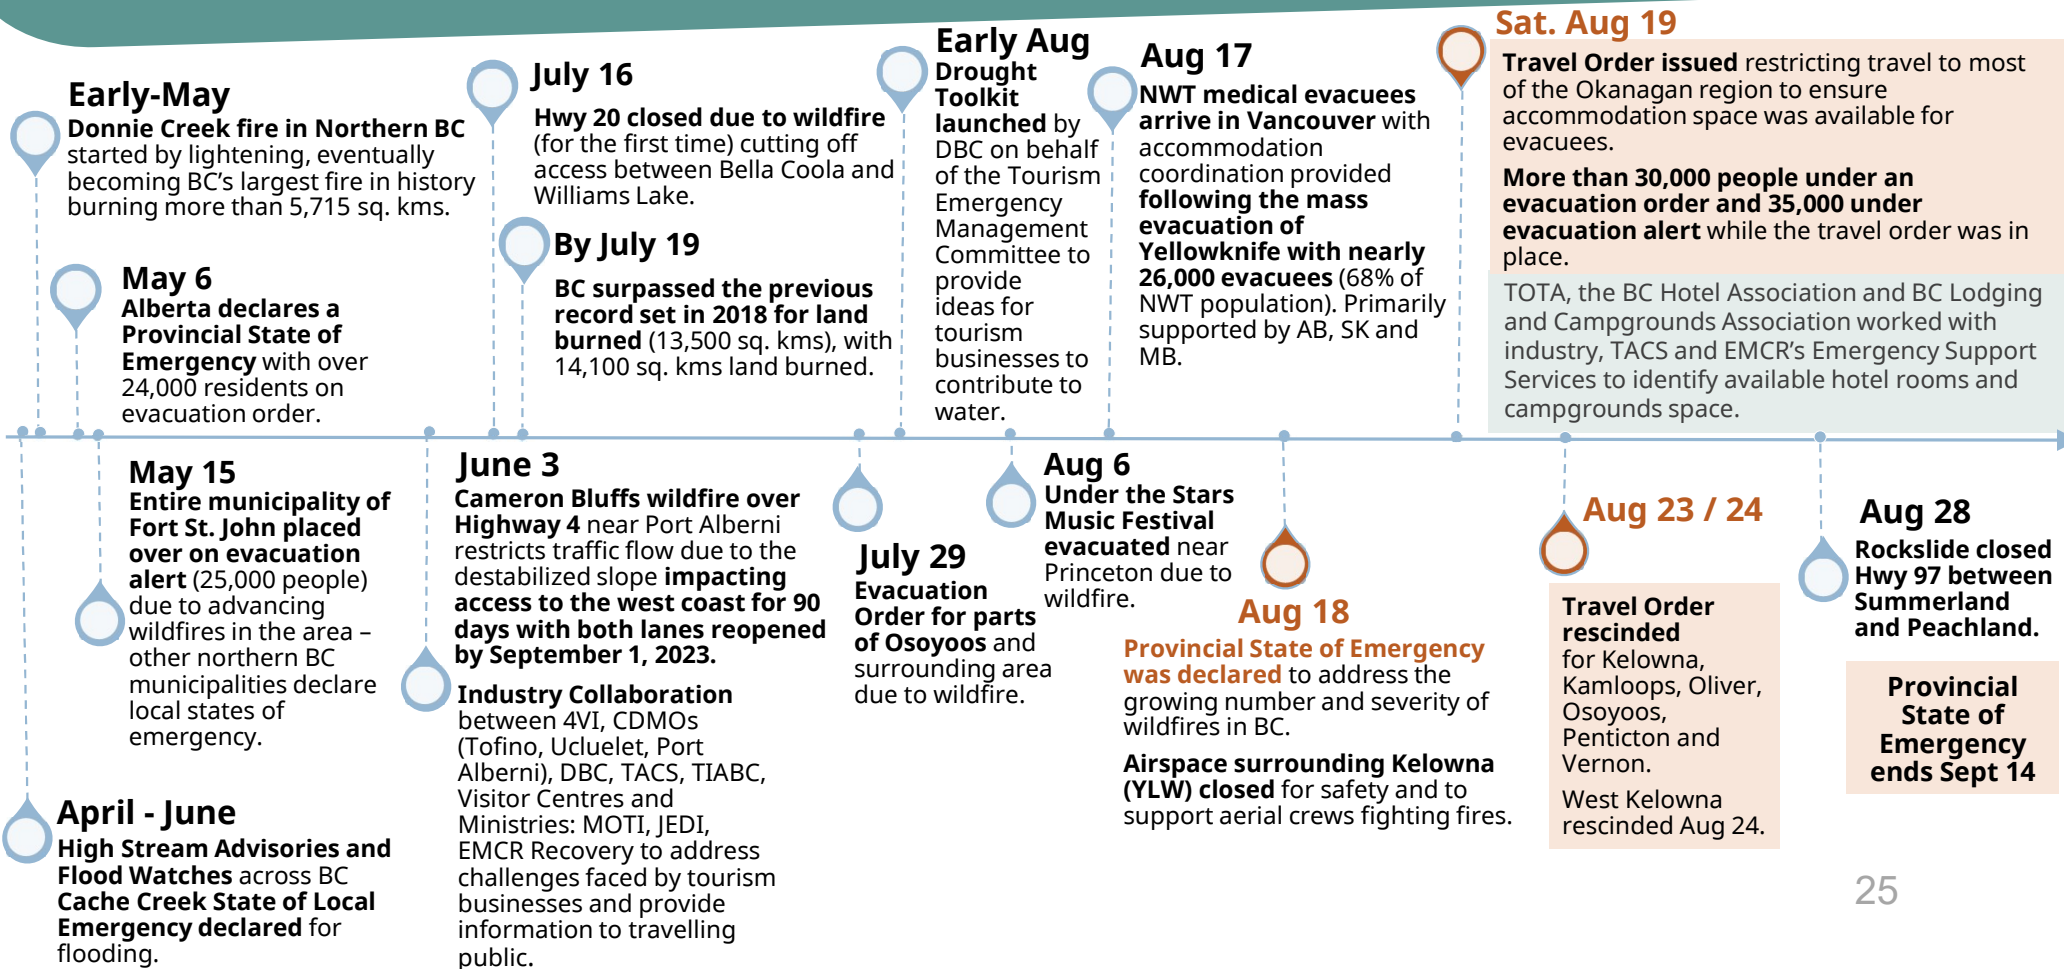 Early-May
Donnie Creek fire in Northern BC
started by lightening, eventually
becoming BC's largest fire in history
burning more than 5,715 sq. kms.
May 6
Alberta declares a
Provincial State of
Emergency with over
24,000 residents on
evacuation order.
July 16
Hwy 20 closed due to wildfire
(for the first time) cutting off
access between Bella Coola and
Williams Lake.
By July 19
BC surpassed the previous
record set in 2018 for land
burned (13,500 sq. kms), with
14,100 sq. kms land burned.
Early Aug
Drought
Toolkit
launched by
DBC on behalf
of the Tourism
Emergency
Management
Committee to
provide
ideas for
tourism
businesses to
contribute to
water.
Aug 17
NWT medical evacuees
arrive in Vancouver with
accommodation
coordination provided
following the mass
evacuation of
Yellowknife with nearly
26,000 evacuees (68% of
NWT population). Primarily
supported by AB, SK and
MB.
Sat. Aug 19
Travel Order issued restricting travel to most
of the Okanagan region to ensure
accommodation space was available for
evacuees.
More than 30,000 people under an
evacuation order and 35,000 under
evacuation alert while the travel order was in
place.
TOTA, the BC Hotel Association and BC Lodging
and Campgrounds Association worked with
industry, TACS and EMCR's Emergency Support
Services to identify available hotel rooms and
campgrounds space.
April - June
High Stream Advisories and
Flood Watches across BC
Cache Creek State of Local
Emergency declared for
flooding.
May 15
Entire municipality of
Fort St. John placed
over on evacuation
alert (25,000 people)
due to advancing
wildfires in the area –
other northern BC
municipalities declare
local states of
emergency.
June 3
Cameron Bluffs wildfire over
Highway 4 near Port Alberni
restricts traffic flow due to the
destabilized slope impacting
access to the west coast for 90
days with both lanes reopened
by September 1, 2023.
Industry Collaboration
between 4VI, CDMOs
(Tofino, Ucluelet, Port
Alberni), DBC, TACS, TIABC,
Visitor Centres and
Ministries: MOTI, JEDI,
EMCR Recovery to address
challenges faced by tourism
businesses and provide
information to travelling
public.
July 29
Evacuation
Order for parts
of Osoyoos and
surrounding area
due to wildfire.
Aug 6
Under the Stars
Music Festival
evacuated near
Princeton due to
wildfire.
Aug 18
Provincial State of Emergency
was declared to address the
growing number and severity of
wildfires in BC.
Airspace surrounding Kelowna
(YLW) closed for safety and to
support aerial crews fighting fires.
Aug 23 / 24
Travel Order
rescinded
for Kelowna,
Kamloops, Oliver,
Osoyoos,
Penticton and
Vernon.
West Kelowna
rescinded Aug 24.
Aug 28
Rockslide closed
Hwy 97 between
Summerland
and Peachland.
Provincial
State of
Emergency
ends Sept 14
25